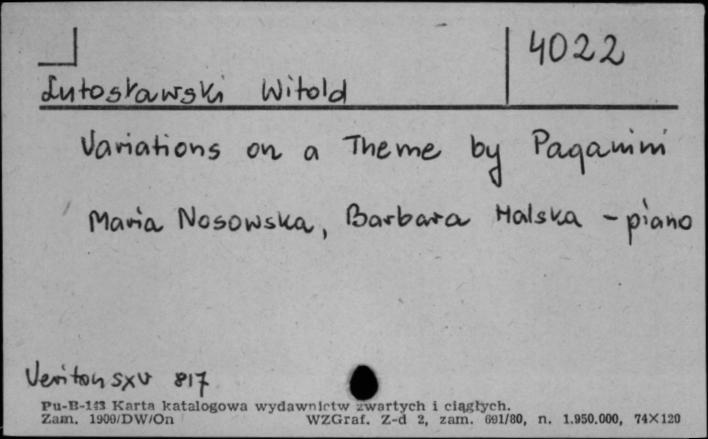 4022
Lutosławski Witold
Variations on a Theme by Paganini
Maria Nosowska, Barbara Halska - piano
Veriton SXV 817
Pu-B-143 Karta katalogowa wydawnictw zwartych i ciągłych.
Zam. 1900/DW/On WZGraf. Z-d 2, zam. 691/80, n. 1.950.000, 74X120